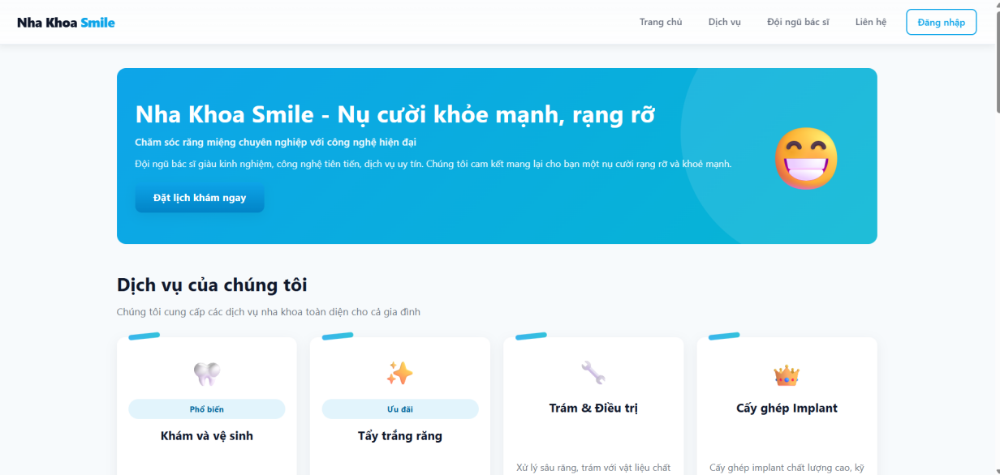 Nha Khoa Smile
Trang chủ
Dịch vụ
Đội ngũ bác sĩ
Liên hệ
Đăng nhập
Nha Khoa Smile - Nụ cười khỏe mạnh, rạng rỡ
Chăm sóc răng miệng chuyên nghiệp với công nghệ hiện đại
Đội ngũ bác sĩ giàu kinh nghiệm, công nghệ tiên tiến, dịch vụ uy tín. Chúng tôi cam kết mang lại cho bạn một nụ cười rạng rỡ và khoẻ mạnh.
Đặt lịch khám ngay
Dịch vụ của chúng tôi
Chúng tôi cung cấp các dịch vụ nha khoa toàn diện cho cả gia đình
Phổ biến
Khám và vệ sinh
Ưu đãi
Tẩy trắng răng
Trám & Điều trị
Xử lý sâu răng, trám với vật liệu chất
Cấy ghép Implant
Cấy ghép implant chất lượng cao, kỹ